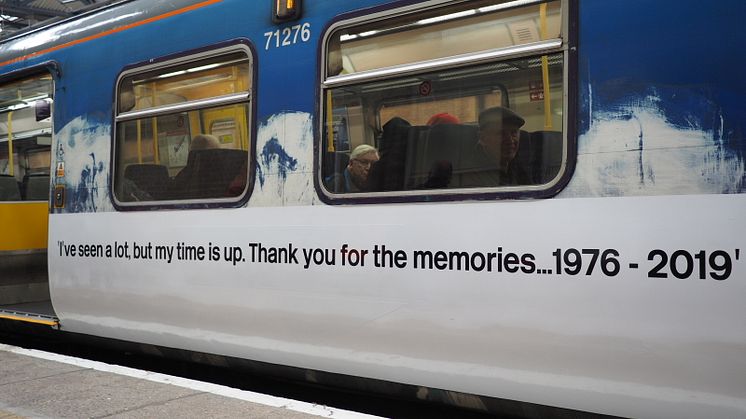 71276
'I've seen a lot, but my time is up. Thank you for the memories...1976 - 2019'